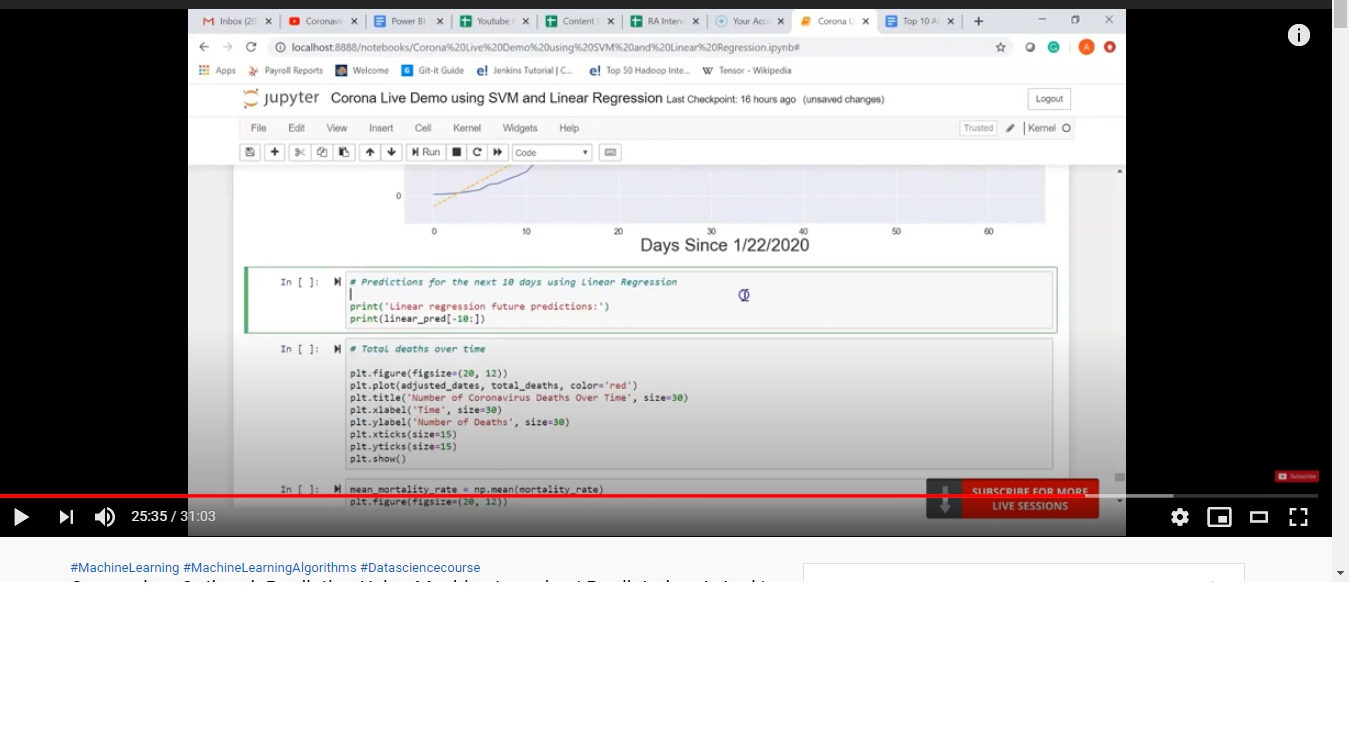 Inbox (20 Coronavir Power BI Youtube Content RA Interv Your Acc Corona L Top 10 A
localhost:8888/notebooks/Corona%20Live%20Demo%20using%20SVM%20and%20Linear%20Regression.ipynb#
Apps Payroll Reports Welcome Git-it Guide Jenkins Tutorial | C... Top 50 Hadoop Inte... Tensor - Wikipedia
jupyter Corona Live Demo using SVM and Linear Regression Last Checkpoint: 16 hours ago (unsaved changes) Logout
File Edit View Insert Cell Kernel Widgets Help Trusted Kernel
Run Code
0
0 10 20 30 40 50 60
Days Since 1/22/2020
In [ ]: # Predictions for the next 10 days using Linear Regression
print('Linear regression future predictions:')
print(linear_pred[-10:])
In [ ]: # Total deaths over time
plt.figure(figsize=(20, 12))
plt.plot(adjusted_dates, total_deaths, color='red')
plt.title('Number of Coronavirus Deaths Over Time', size=30)
plt.xlabel('Time', size=30)
plt.ylabel('Number of Deaths', size=30)
plt.xticks(size=15)
plt.yticks(size=15)
plt.show()
In [ ]: mean_mortality_rate = np.mean(mortality_rate)
plt.figure(figsize=(20, 12))
Subscribe
SUBSCRIBE FOR MORE
LIVE SESSIONS
25:35 / 31:03
#MachineLearning #MachineLearningAlgorithms #Datasciencecourse